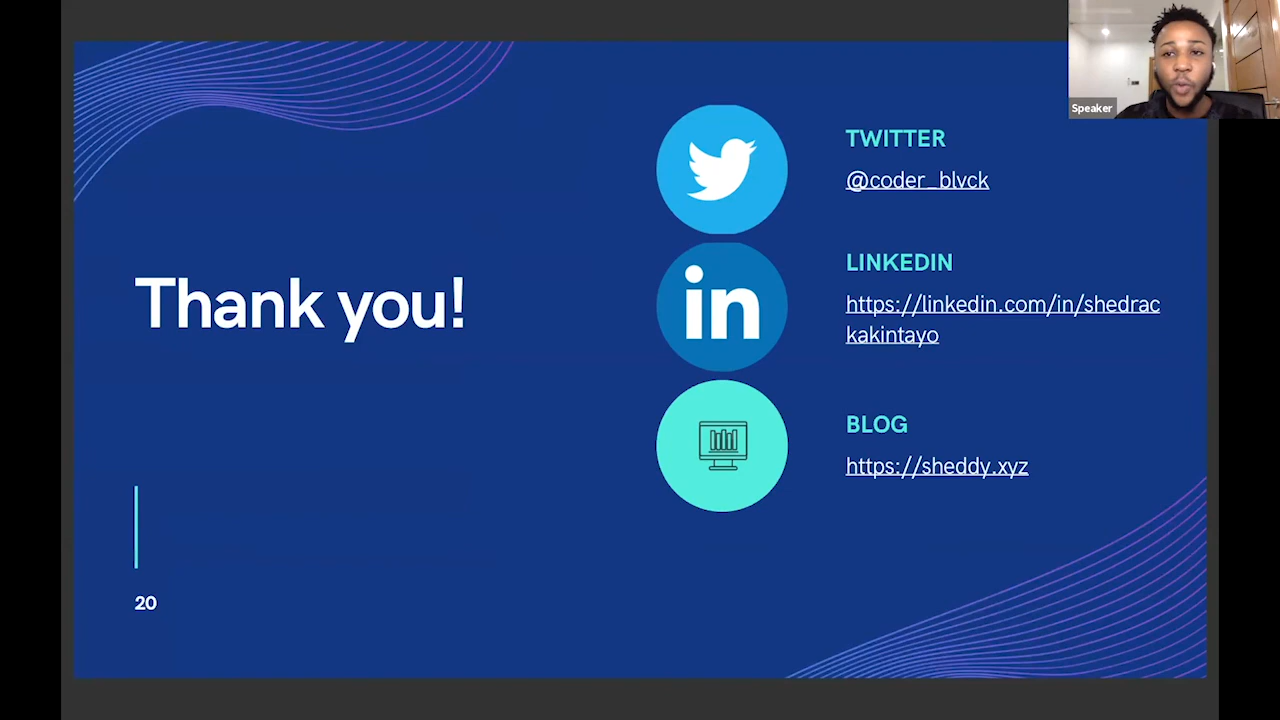 Speaker
TWITTER
@coder_blvck
LINKEDIN
https://linkedin.com/in/shedrac
kakintayo
Thank you!
BLOG
https://sheddy.xyz
20